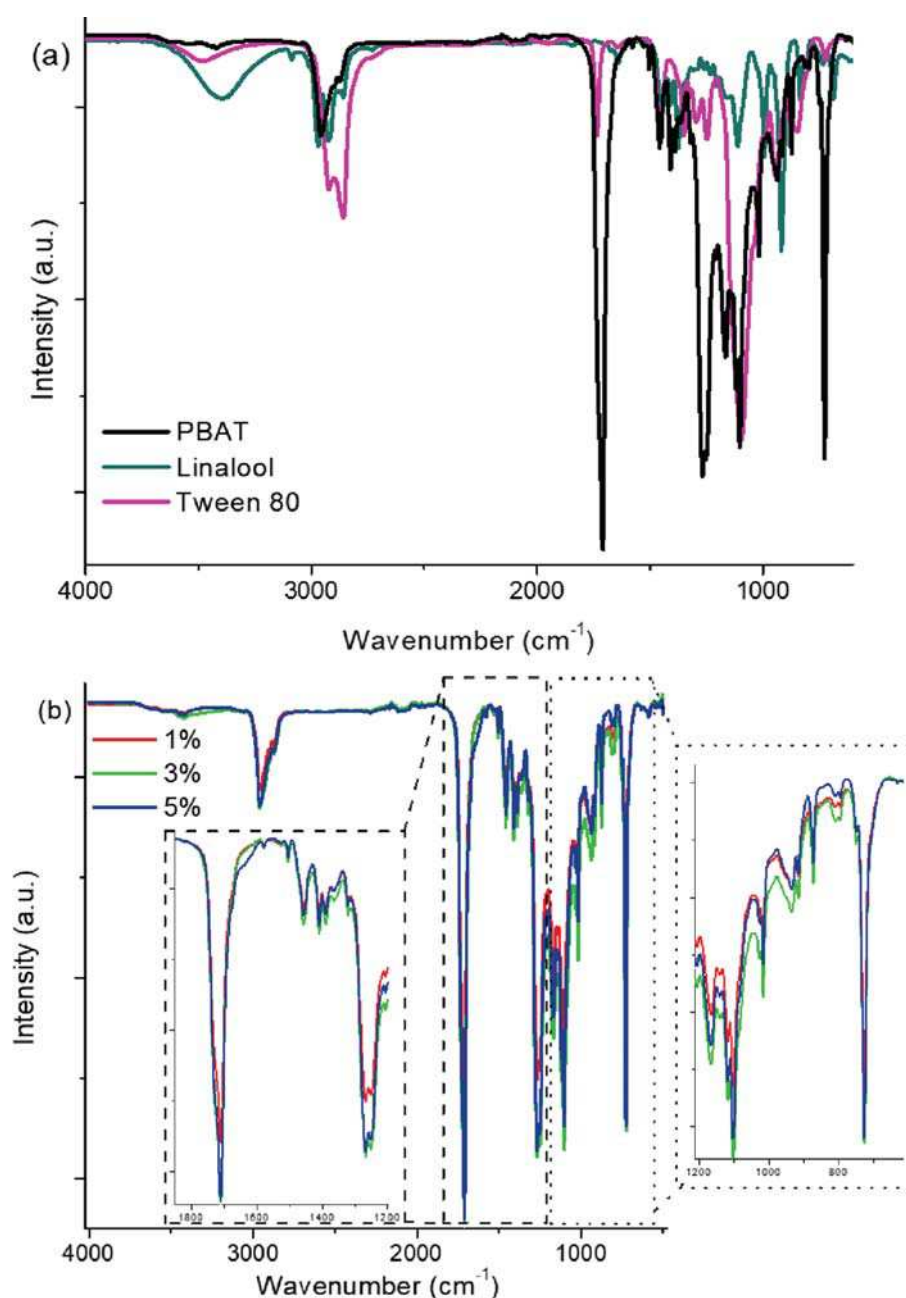 (a)
Intensity (a.u.)
PBAT
Linalool
Tween 80
4000 3000 2000 1000
Wavenumber (cm⁻¹)
(b)
1%
3%
5%
Intensity (a.u.)
1800 1600 1400 1200
1200 1000 800
4000 3000 2000 1000
Wavenumber (cm⁻¹)